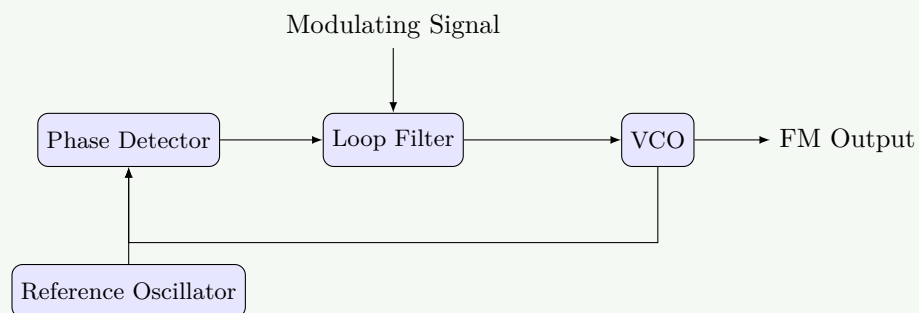 Modulating Signal
Phase Detector
Loop Filter
VCO
FM Output
Reference Oscillator